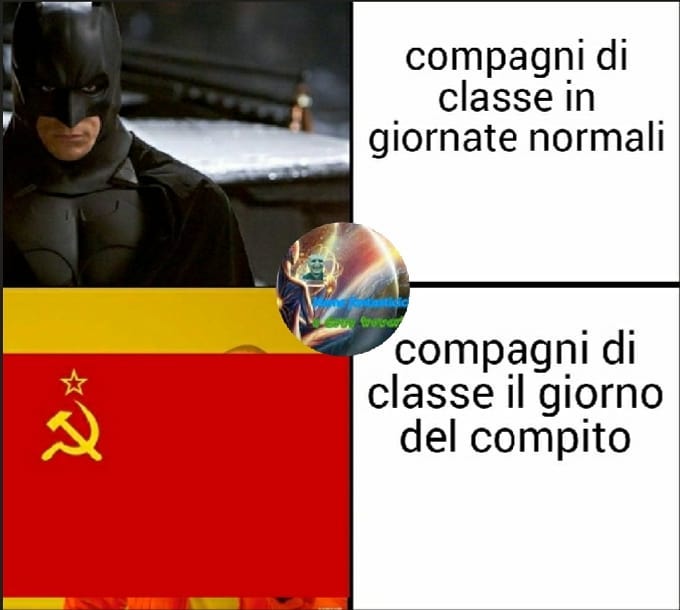 compagni di
classe in
giornate normali
compagni di
classe il giorno
del compito